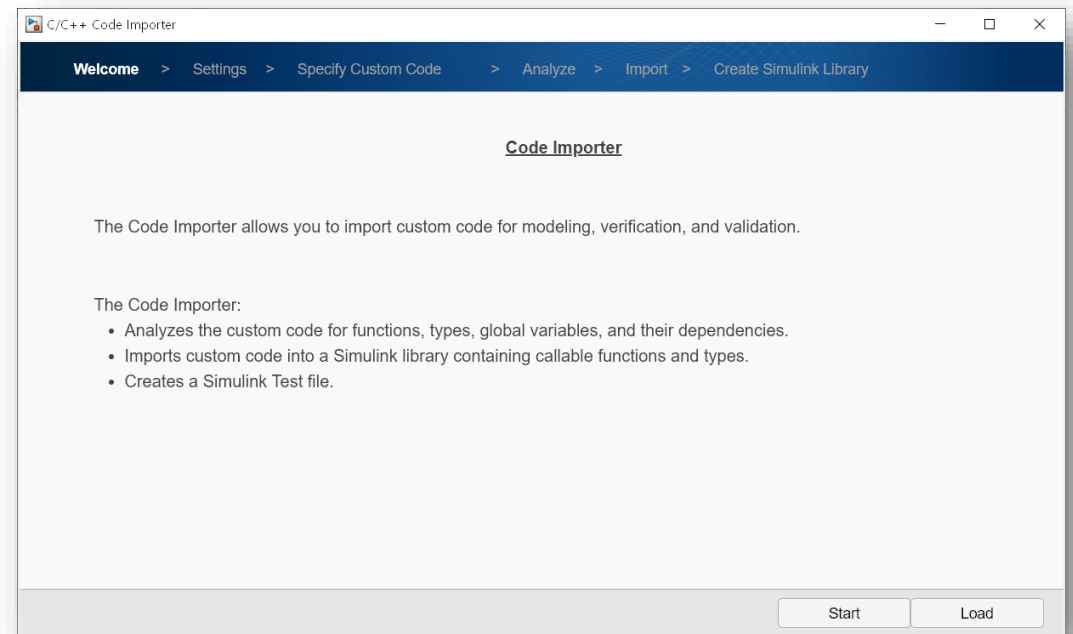 C/C++ Code Importer
Welcome > Settings > Specify Custom Code > Analyze > Import > Create Simulink Library
Code Importer
The Code Importer allows you to import custom code for modeling, verification, and validation.
The Code Importer:
• Analyzes the custom code for functions, types, global variables, and their dependencies.
• Imports custom code into a Simulink library containing callable functions and types.
• Creates a Simulink Test file.
Start Load